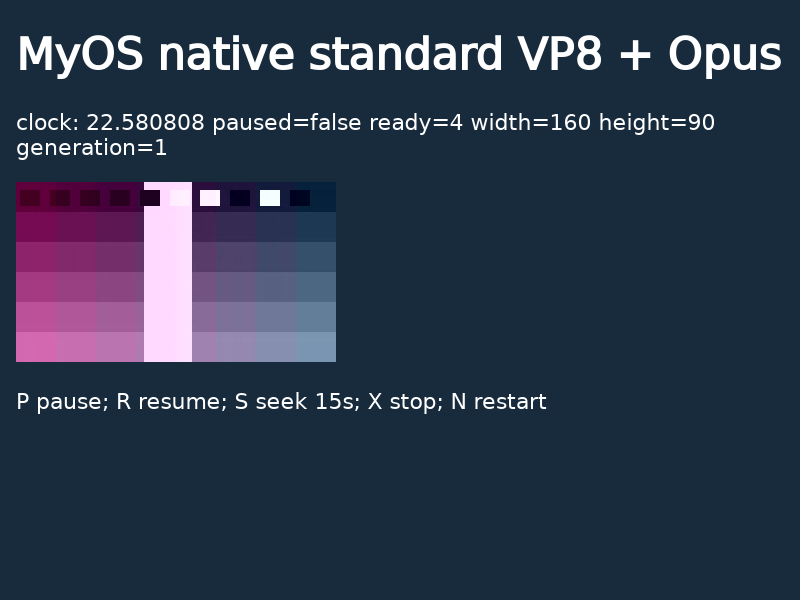 MyOS native standard VP8 + Opus
clock: 22.580808 paused=false ready=4 width=160 height=90
generation=1
P pause; R resume; S seek 15s; X stop; N restart